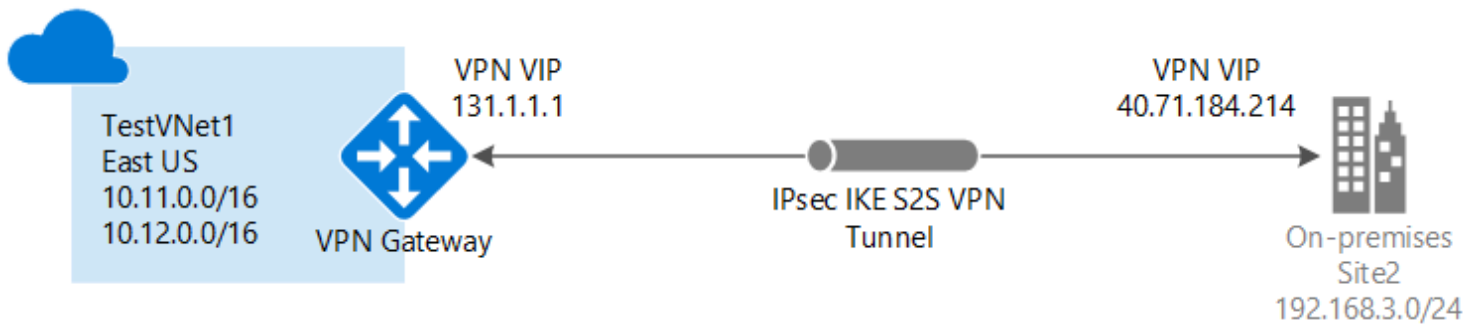 TestVNet1
East US
10.11.0.0/16
10.12.0.0/16
VPN Gateway
VPN VIP
131.1.1.1
IPsec IKE S2S VPN
Tunnel
VPN VIP
40.71.184.214
On-premises
Site2
192.168.3.0/24